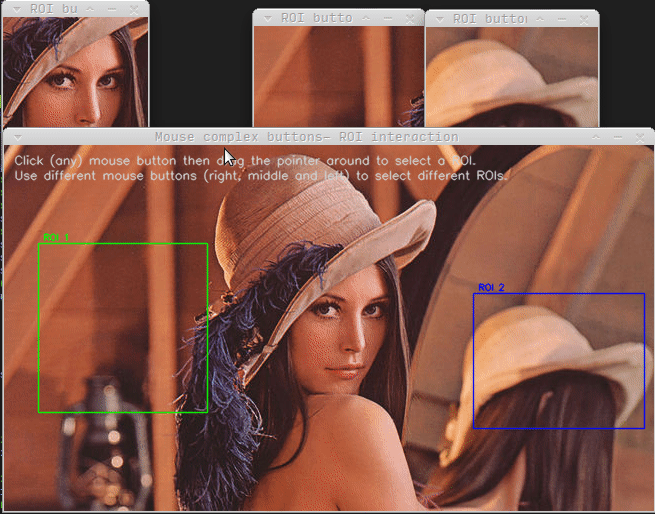 ROI bu
ROI butto
ROI button
Mouse complex buttons- ROI interaction
Click (any) mouse button then drag the pointer around to select a ROI.
Use different mouse buttons (right, middle and left) to select different ROIs.
ROI 1
ROI 2